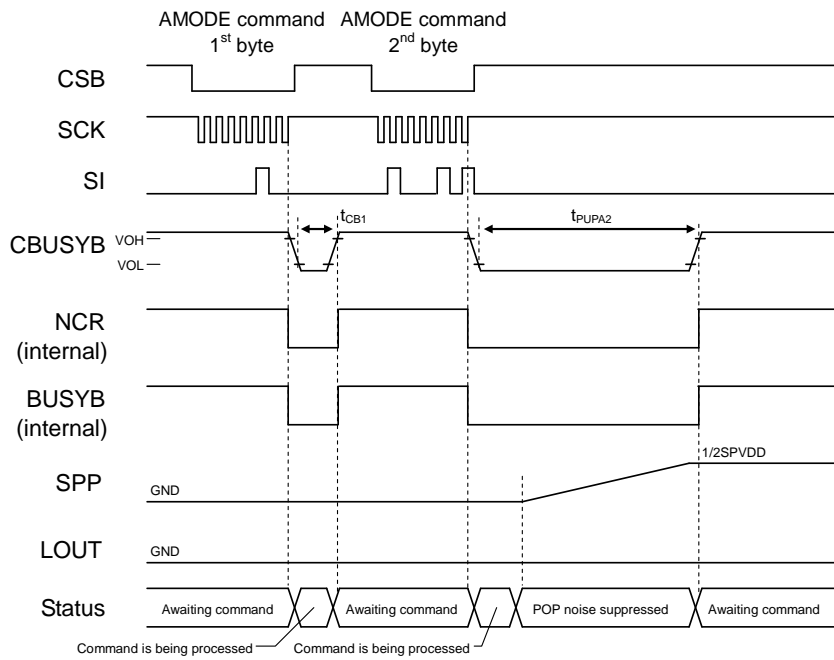 AMODE command
1st byte
AMODE command
2nd byte
CSB
SCK
SI
tCB1
tPUPA2
CBUSYB
VOH
VOL
NCR
(internal)
BUSYB
(internal)
SPP
GND
1/2SPVDD
LOUT
GND
Status
Awaiting command
Awaiting command
POP noise suppressed
Awaiting command
Command is being processed
Command is being processed